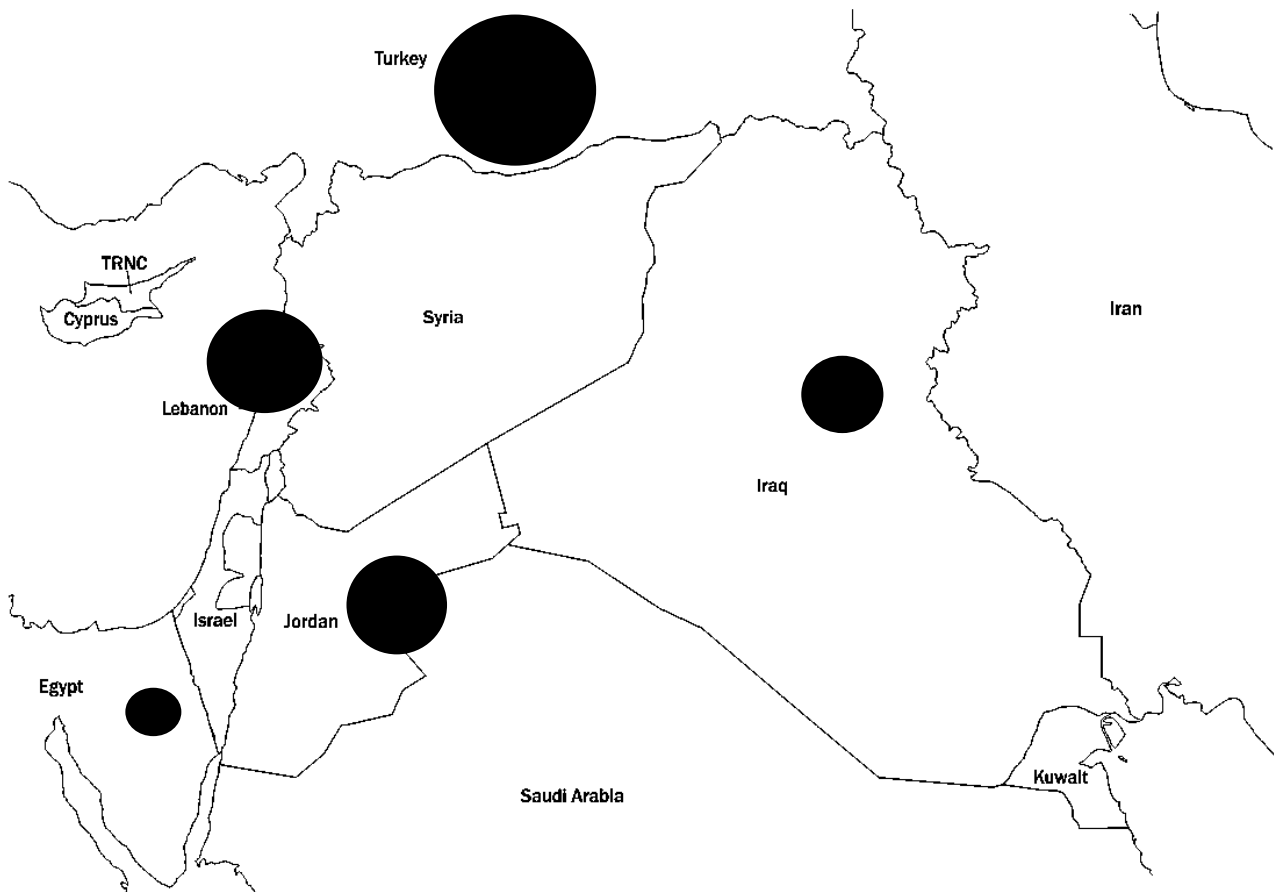 Turkey
TRNC
Cyprus
Syria
Iran
Lebanon
Iraq
Israel
Jordan
Egypt
Kuwait
Saudi Arabia